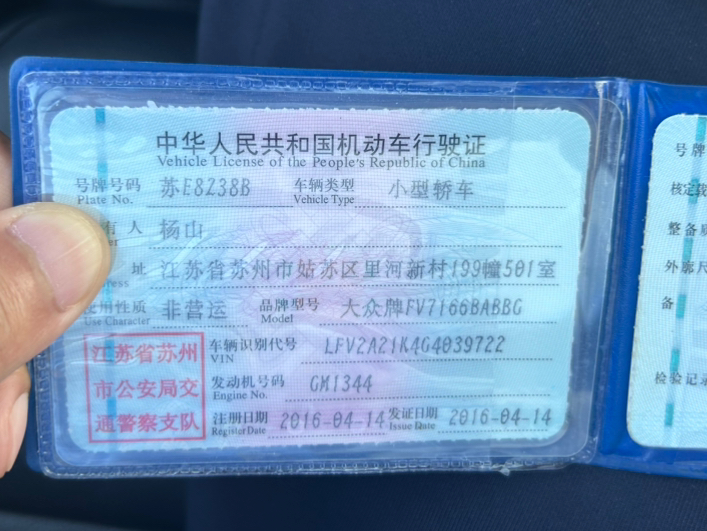 中华人民共和国机动车行驶证
Vehicle License of the People's Republic of China
号牌号码 苏E8Z38B 车辆类型 小型轿车
Plate No. Vehicle Type
有 人 杨山
址 江苏省苏州市姑苏区里河新村199幢501室
使用性质 非营运 品牌型号 大众牌FV7166BABBG
Use Character Model
车辆识别代号 LFV2A21K4G4039722
VIN
发动机号码 GM1344
Engine No.
注册日期 2016-04-14 发证日期 2016-04-14
Register Date Issue Date
江苏省苏州
市公安局交
通警察支队
号牌
核定载
整备质
外廓尺
备
检验记录